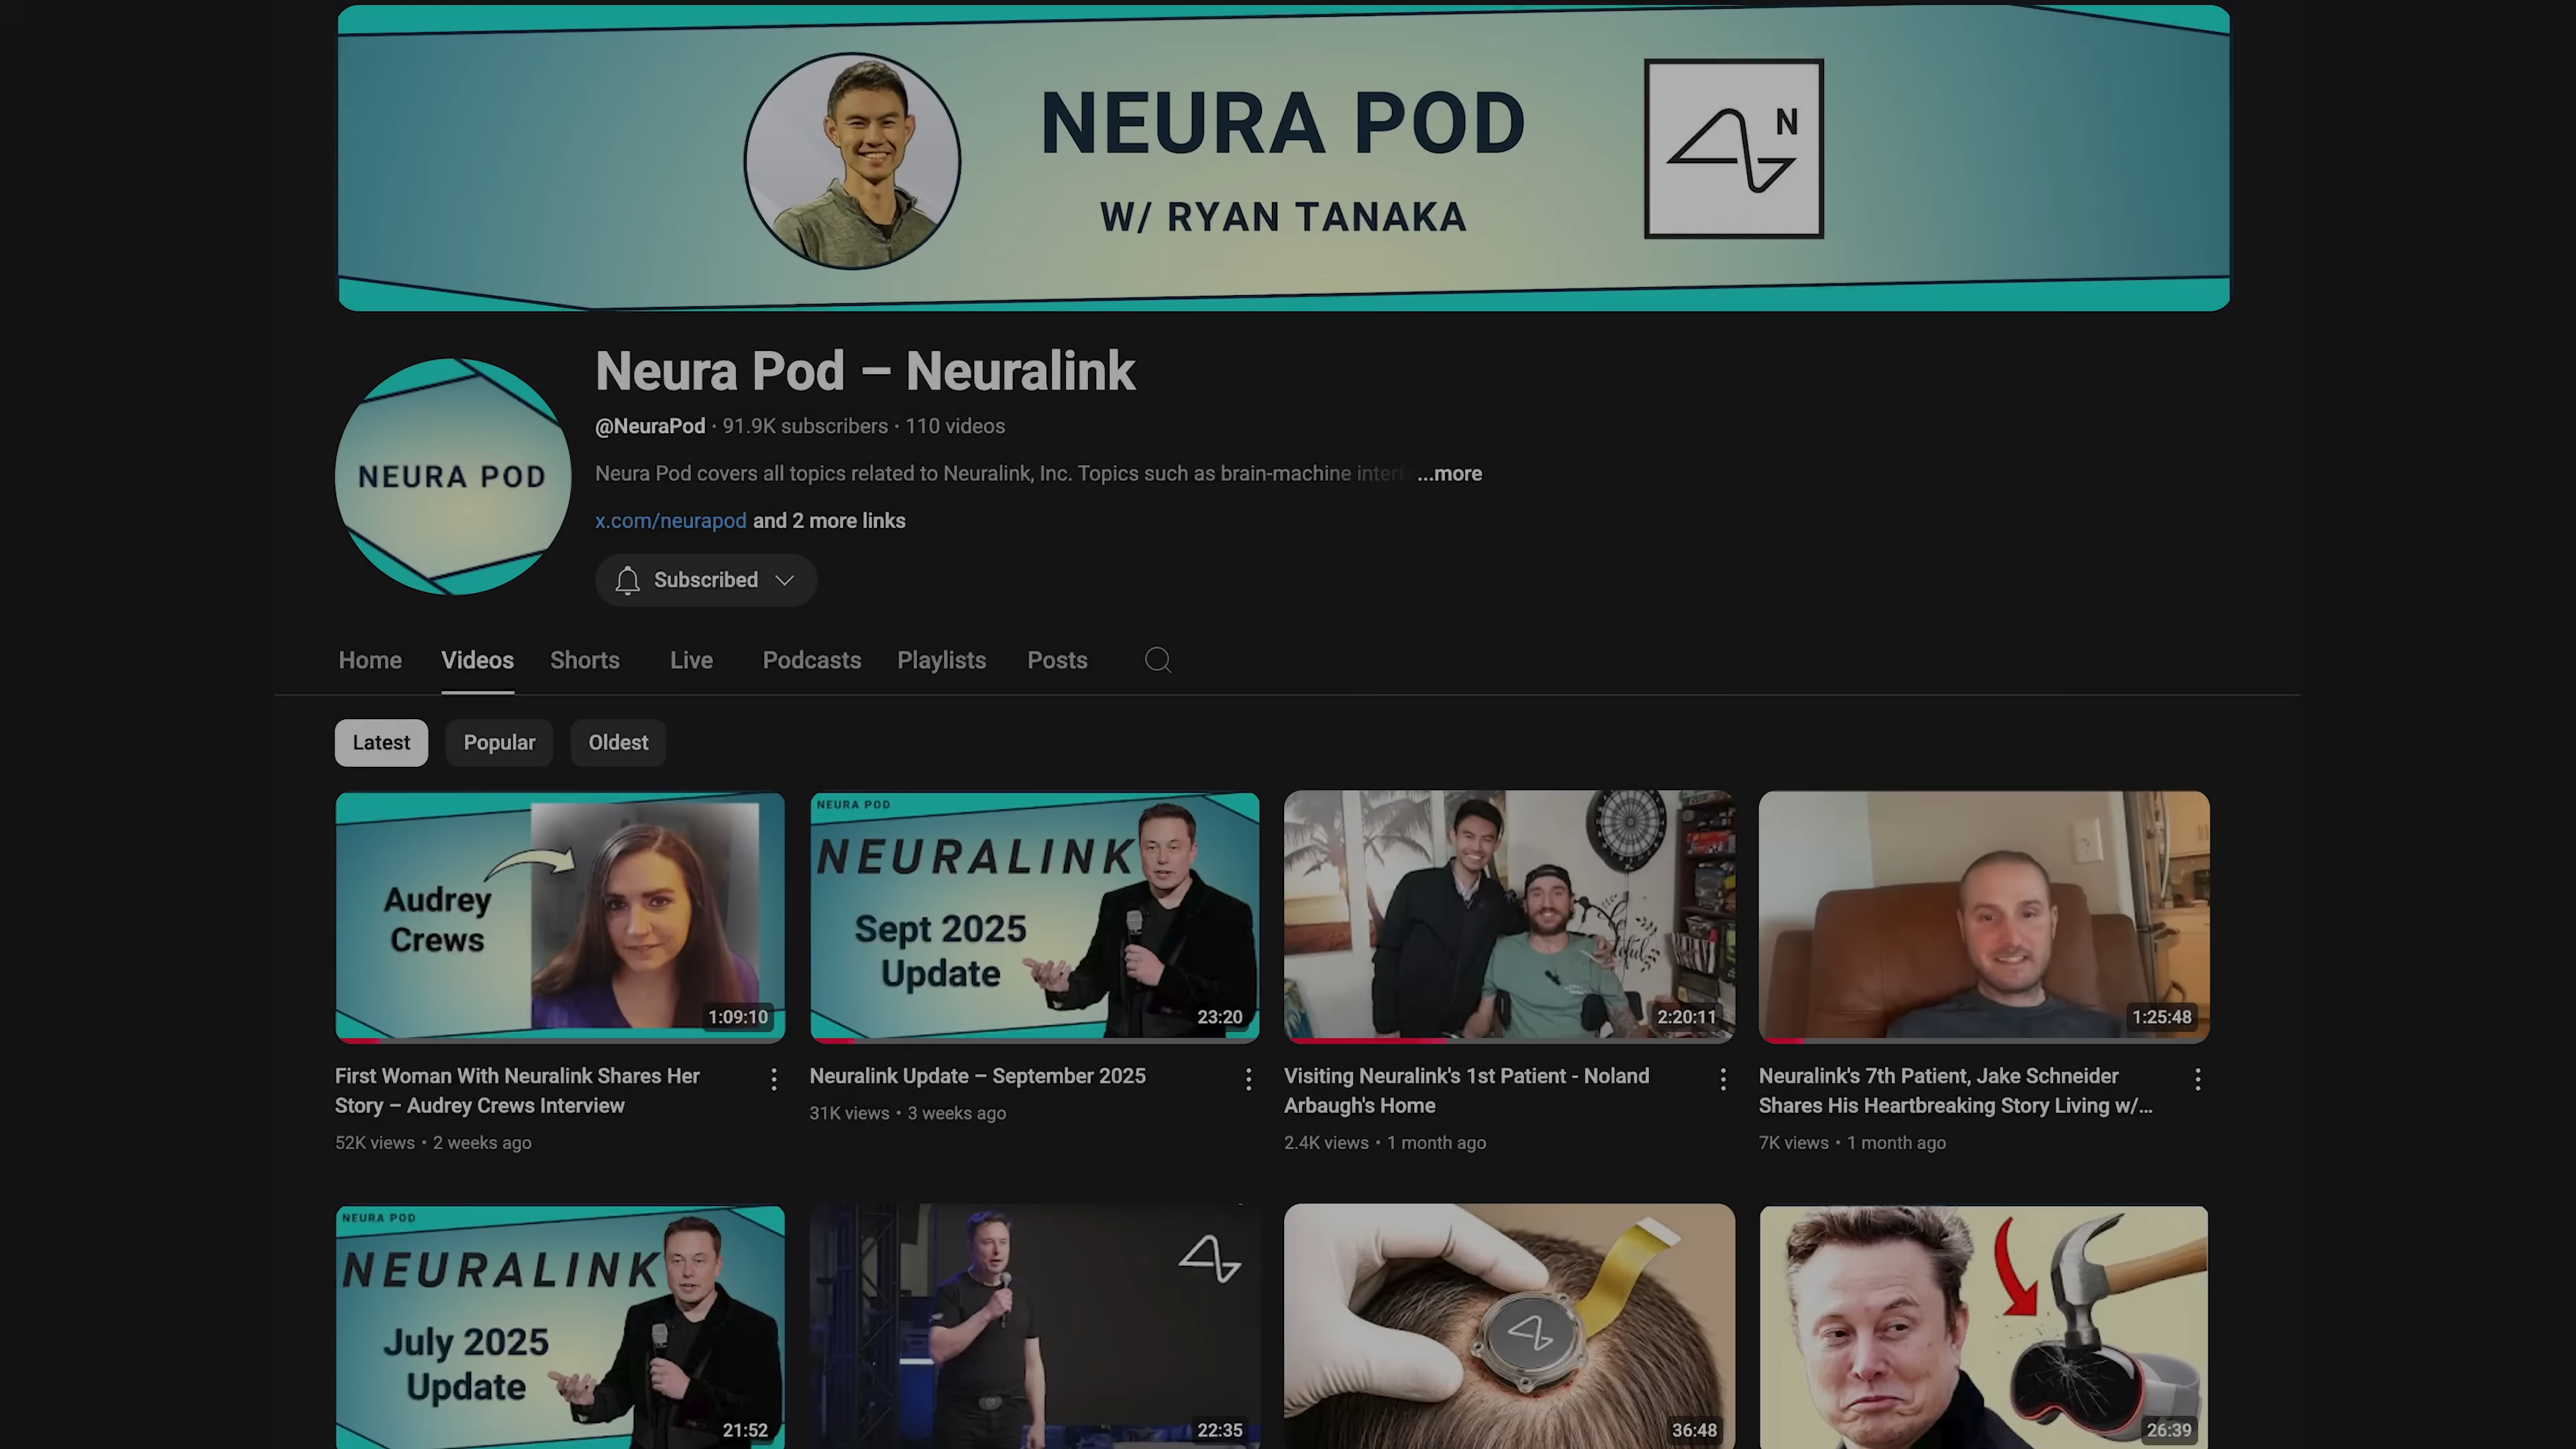 NEURA POD
W/ RYAN TANAKA
N
NEURA POD
Neura Pod – Neuralink
@NeuraPod · 91.9K subscribers · 110 videos
Neura Pod covers all topics related to Neuralink, Inc. Topics such as brain-machine interf ...more
x.com/neurapod and 2 more links
Subscribed
Home Videos Shorts Live Podcasts Playlists Posts
Latest Popular Oldest
Audrey
Crews
1:09:10
NEURA POD
NEURALINK
Sept 2025
Update
23:20
2:20:11
1:25:48
First Woman With Neuralink Shares Her
Story – Audrey Crews Interview
52K views • 2 weeks ago
Neuralink Update – September 2025
31K views • 3 weeks ago
Visiting Neuralink's 1st Patient - Noland
Arbaugh's Home
2.4K views • 1 month ago
Neuralink's 7th Patient, Jake Schneider
Shares His Heartbreaking Story Living w/...
7K views • 1 month ago
NEURA POD
NEURALINK
July 2025
Update
21:52
22:35
36:48
26:39